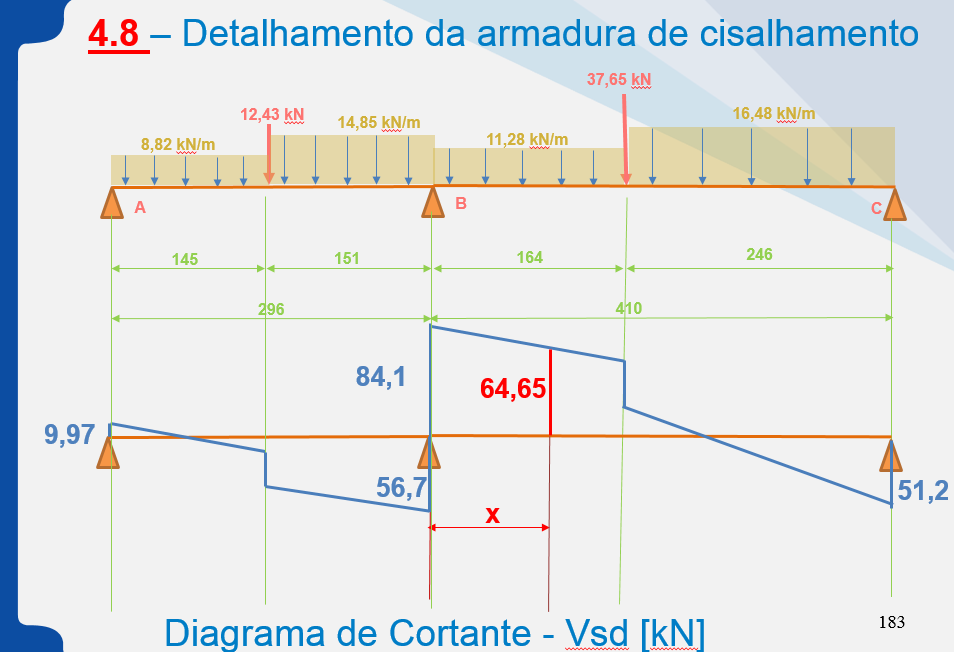 4.8 – Detalhamento da armadura de cisalhamento
37,65 kN
12,43 kN
14,85 kN/m
16,48 kN/m
8,82 kN/m
11,28 kN/m
A
B
C
145
151
164
246
296
410
84,1
64,65
9,97
56,7
51,2
x
Diagrama de Cortante - Vsd [kN]
183